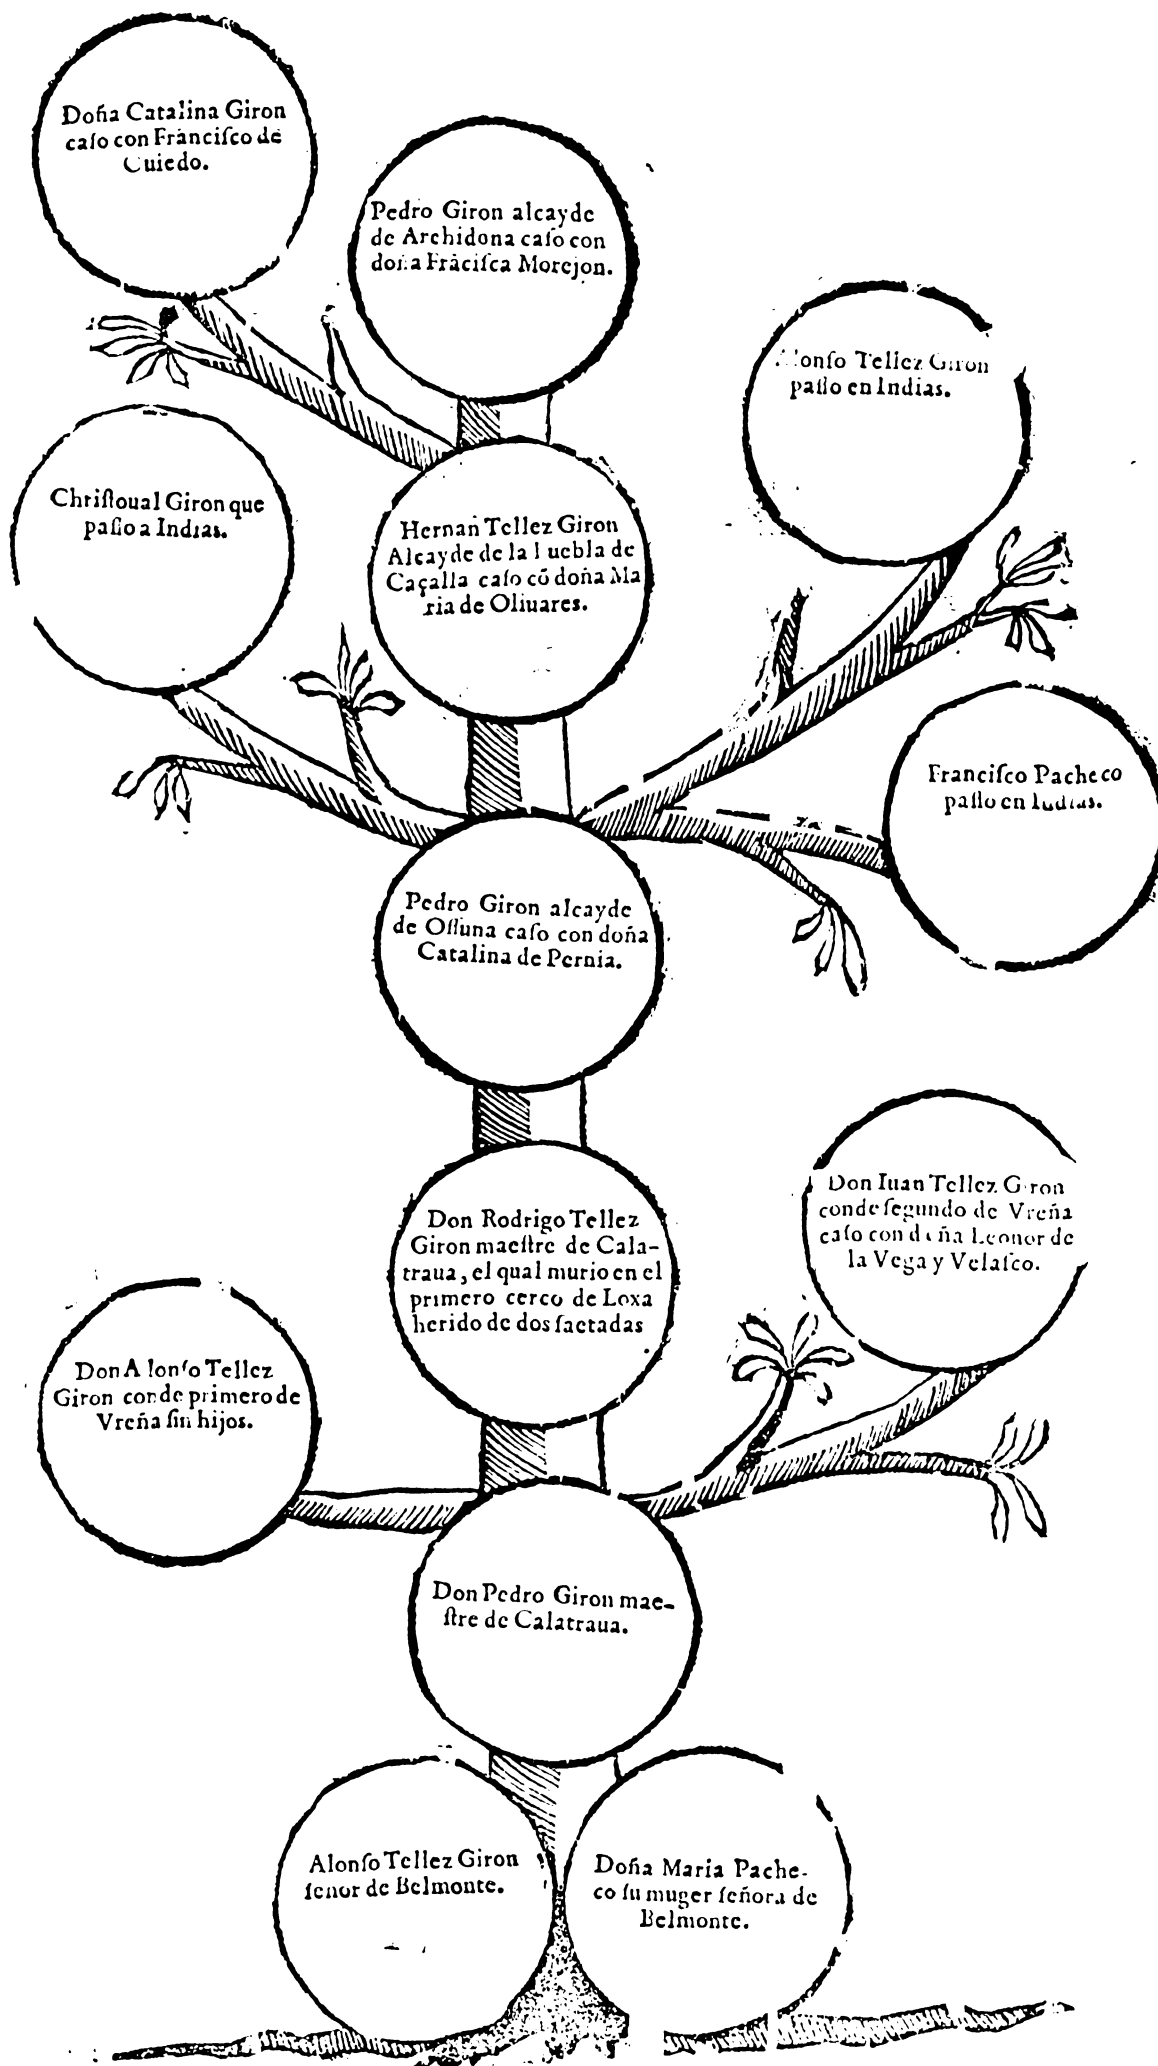 Doña Catalina Giron
caſo con Frāncíſco de
Cuiedo.
Pedro Giron alcayde
de Archidona caſo con
doña Frāciſca Morejon.
Alonſo Tellez Giron
paſſo en Indias.
Chriſtoual Giron que
paſſo a Indias.
Hernan Tellez Giron
Alcayde de la Puebla de
Caçalla caſo cō doña Ma
ria de Oliuares.
Franciſco Pacheco
paſſo en Indias.
Pedro Giron alcayde
de Oſſuna caſo con doña
Catalina de Pernia.
Don Rodrigo Tellez
Giron maeſtre de Cala-
traua, el qual murio en el
primero cerco de Loxa
herido de dos ſaetadas
Don Iuan Tellez Giron
conde ſegundo de Vreña
caſo con doña Leonor de
la Vega y Velaſco.
Don Alonſo Tellez
Giron conde primero de
Vreña ſin hijos.
Don Pedro Giron mae-
ſtre de Calatraua.
Alonſo Tellez Giron
ſeñor de Belmonte.
Doña Maria Pache-
co ſu muger ſeñora de
Belmonte.